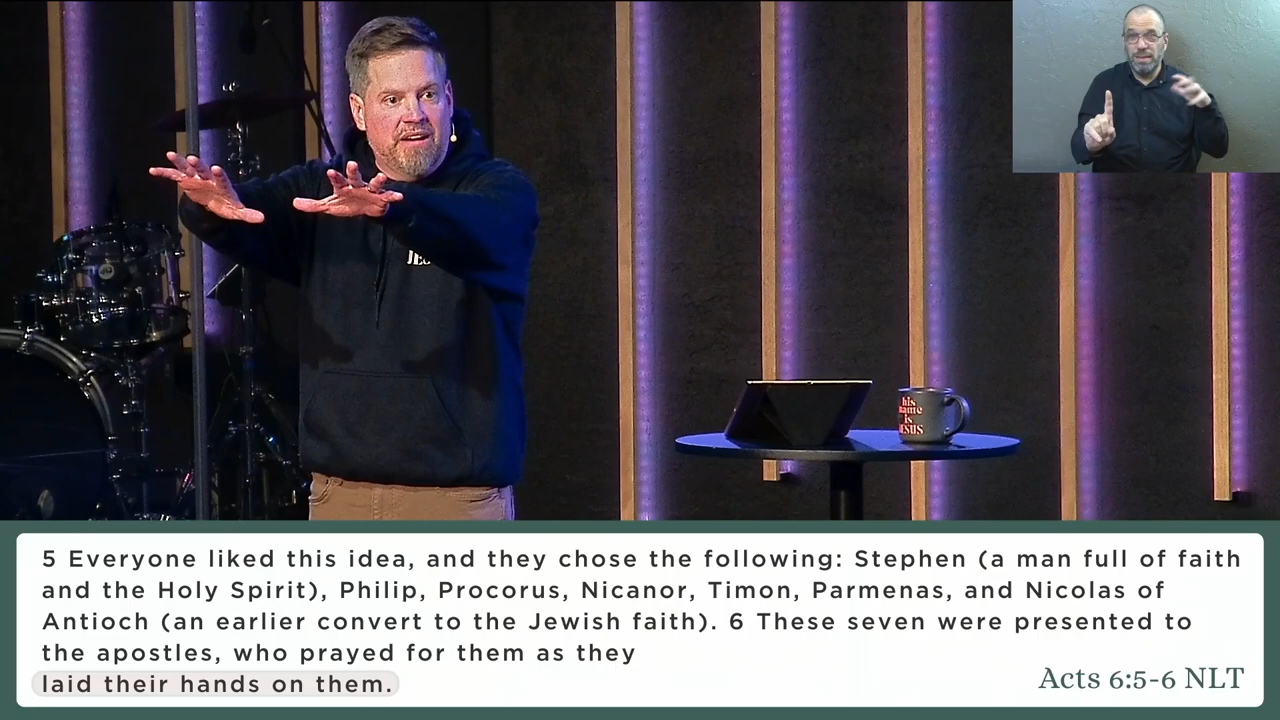 his
name
is
JESUS
5 Everyone liked this idea, and they chose the following: Stephen (a man full of faith
and the Holy Spirit), Philip, Procorus, Nicanor, Timon, Parmenas, and Nicolas of
Antioch (an earlier convert to the Jewish faith). 6 These seven were presented to
the apostles, who prayed for them as they
laid their hands on them.
Acts 6:5-6 NLT